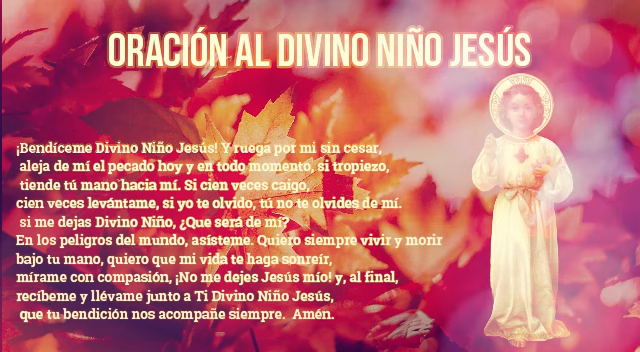 ORACIÓN AL DIVINO NIÑO JESÚS
¡Bendíceme Divino Niño Jesús! Y ruega por mi sin cesar,
aleja de mí el pecado hoy y en todo momento, si tropiezo,
tiende tú mano hacia mí. Si cien veces caigo,
cien veces levántame, si yo te olvido, tú no te olvides de mí.
si me dejas Divino Niño, ¿Que será de mí?
En los peligros del mundo, asísteme. Quiero siempre vivir y morir
bajo tu mano, quiero que mi vida te haga sonreír,
mírame con compasión, ¡No me dejes Jesús mío! y, al final,
recíbeme y llévame junto a Ti Divino Niño Jesús,
que tu bendición nos acompañe siempre. Amén.